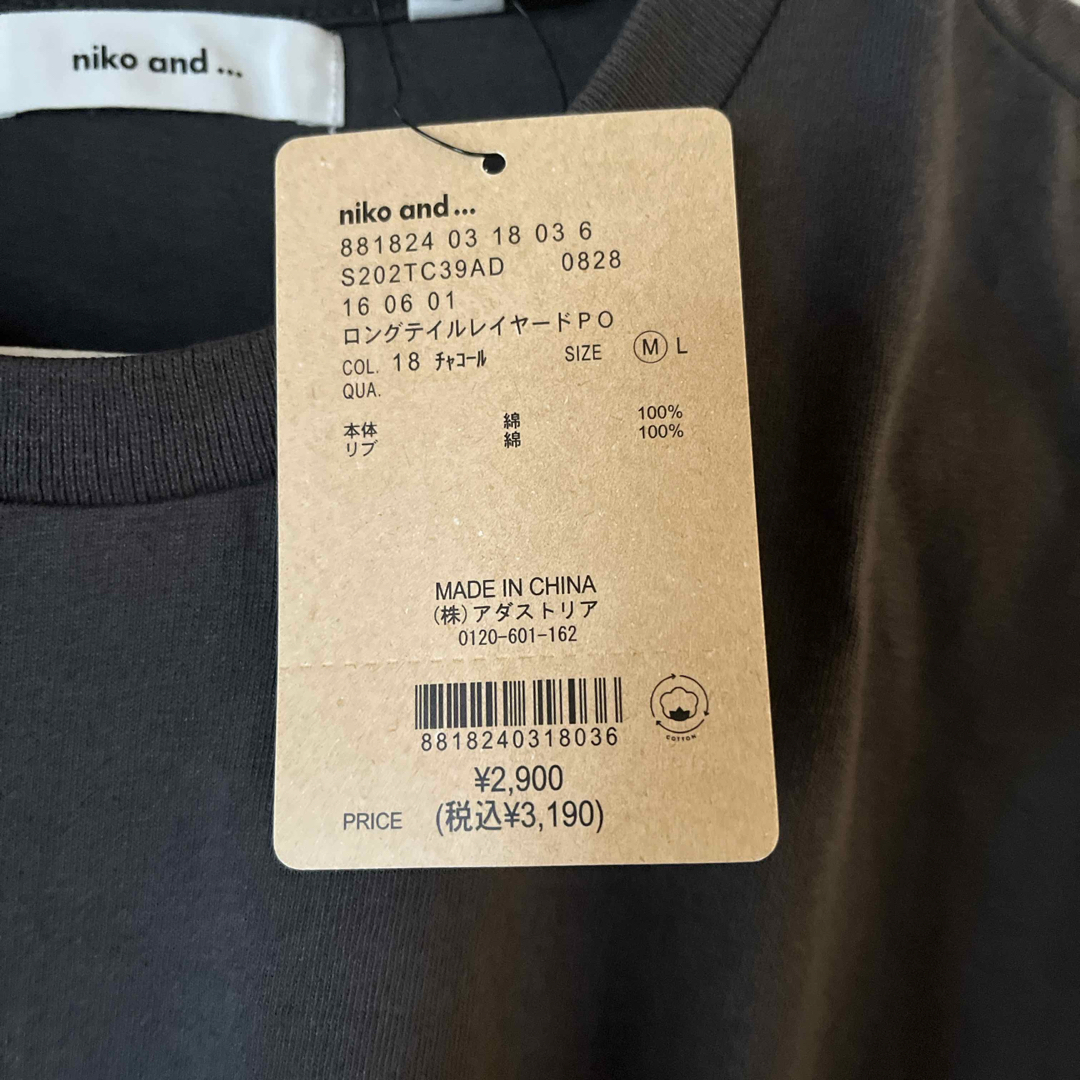 niko and ...
niko and ...
881824 03 18 03 6
S202TC39AD 0828
16 06 01
ロングテイルレイヤードPO
COL. 18 ﾁｬｺｰﾙ SIZE M L
QUA.
本体 綿 100%
リブ 綿 100%
MADE IN CHINA
(株)アダストリア
0120-601-162
8818240318036
COTTON
¥2,900
PRICE (税込¥3,190)